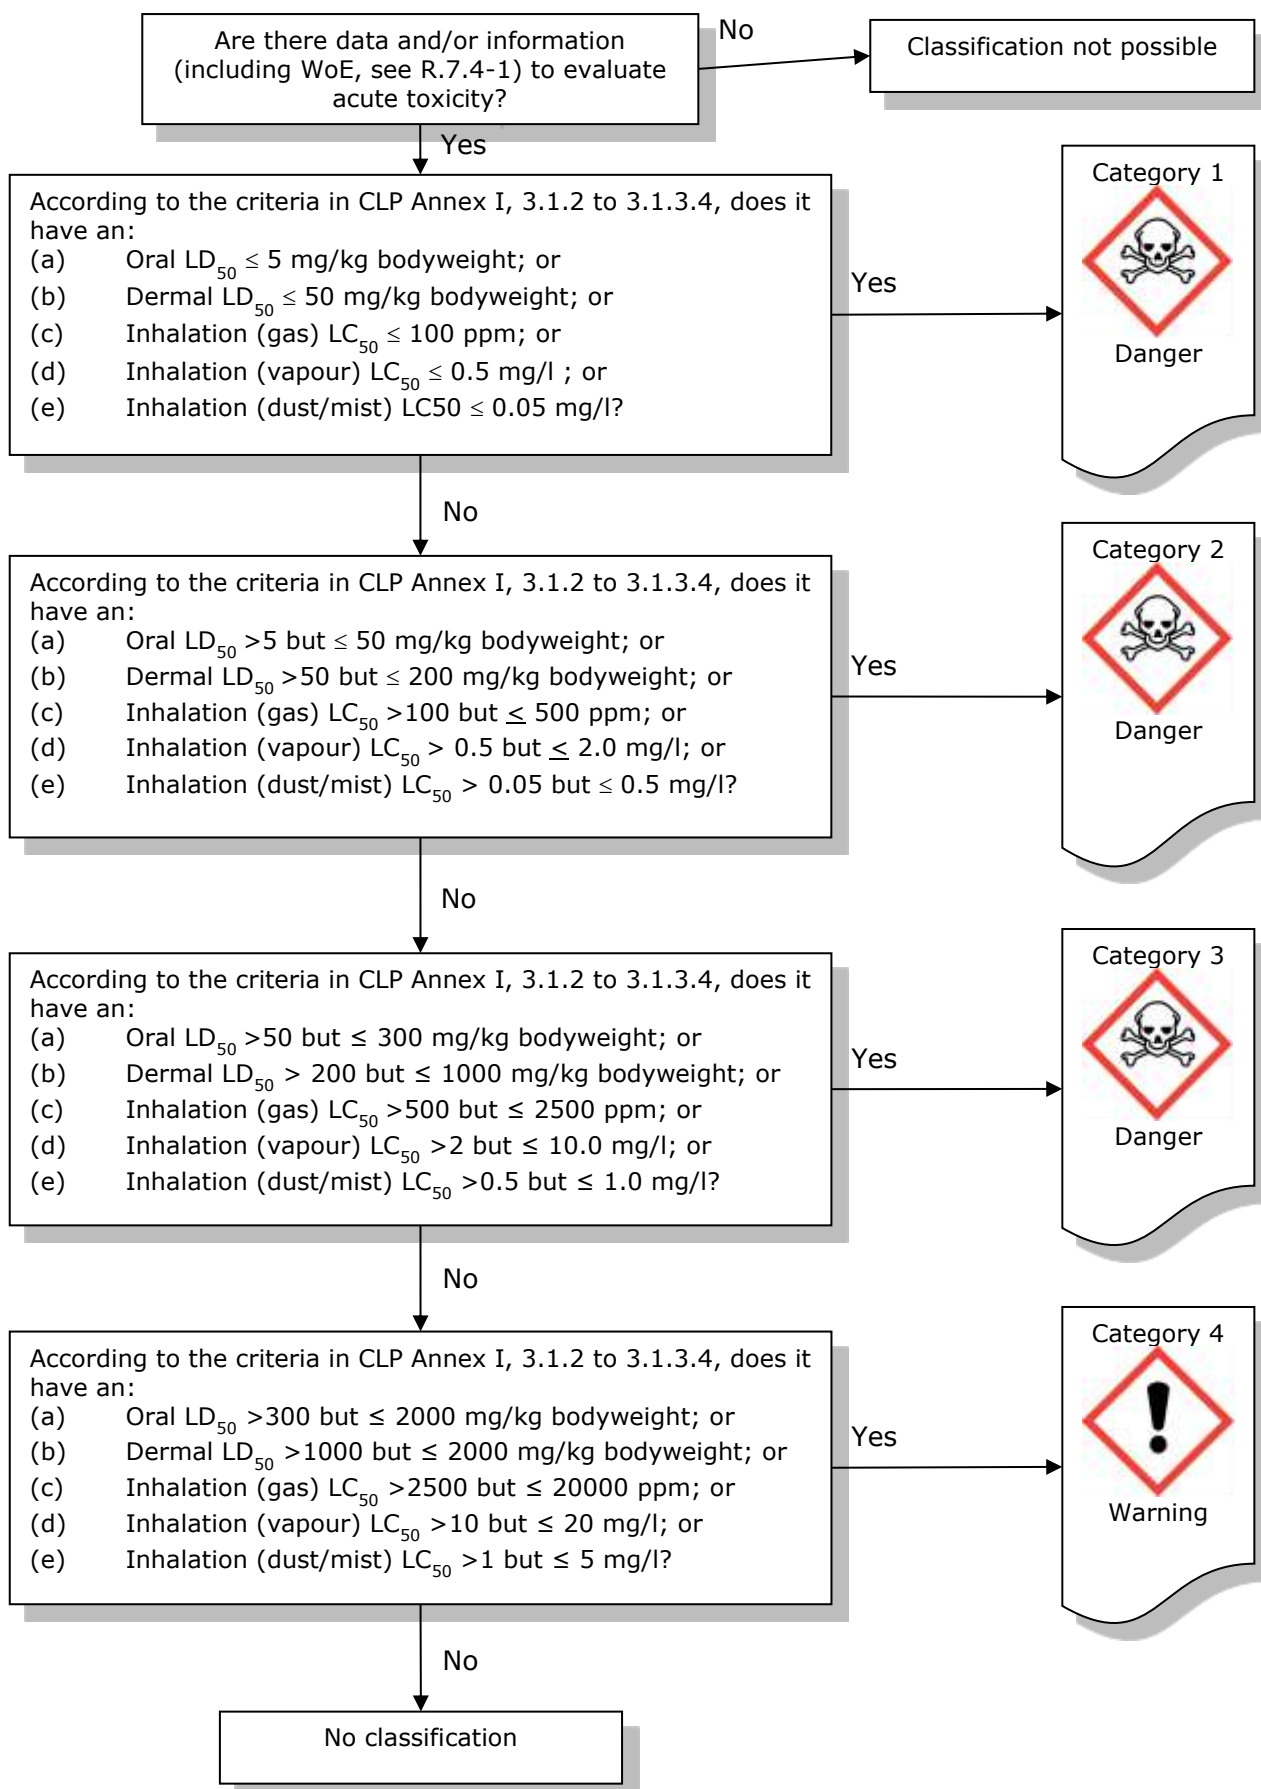 Are there data and/or information
(including WoE, see R.7.4-1) to evaluate
acute toxicity?
No
Classification not possible
Yes
According to the criteria in CLP Annex I, 3.1.2 to 3.1.3.4, does it
have an:
(a) Oral LD50 ≤ 5 mg/kg bodyweight; or
(b) Dermal LD50 ≤ 50 mg/kg bodyweight; or
(c) Inhalation (gas) LC50 ≤ 100 ppm; or
(d) Inhalation (vapour) LC50 ≤ 0.5 mg/l ; or
(e) Inhalation (dust/mist) LC50 ≤ 0.05 mg/l?
Yes
Category 1
Danger
No
According to the criteria in CLP Annex I, 3.1.2 to 3.1.3.4, does it
have an:
(a) Oral LD50 >5 but ≤ 50 mg/kg bodyweight; or
(b) Dermal LD50 >50 but ≤ 200 mg/kg bodyweight; or
(c) Inhalation (gas) LC50 >100 but ≤ 500 ppm; or
(d) Inhalation (vapour) LC50 > 0.5 but ≤ 2.0 mg/l; or
(e) Inhalation (dust/mist) LC50 > 0.05 but ≤ 0.5 mg/l?
Yes
Category 2
Danger
No
According to the criteria in CLP Annex I, 3.1.2 to 3.1.3.4, does it
have an:
(a) Oral LD50 >50 but ≤ 300 mg/kg bodyweight; or
(b) Dermal LD50 > 200 but ≤ 1000 mg/kg bodyweight; or
(c) Inhalation (gas) LC50 >500 but ≤ 2500 ppm; or
(d) Inhalation (vapour) LC50 >2 but ≤ 10.0 mg/l; or
(e) Inhalation (dust/mist) LC50 >0.5 but ≤ 1.0 mg/l?
Yes
Category 3
Danger
No
According to the criteria in CLP Annex I, 3.1.2 to 3.1.3.4, does it
have an:
(a) Oral LD50 >300 but ≤ 2000 mg/kg bodyweight; or
(b) Dermal LD50 >1000 but ≤ 2000 mg/kg bodyweight; or
(c) Inhalation (gas) LC50 >2500 but ≤ 20000 ppm; or
(d) Inhalation (vapour) LC50 >10 but ≤ 20 mg/l; or
(e) Inhalation (dust/mist) LC50 >1 but ≤ 5 mg/l?
Yes
Category 4
!
Warning
No
No classification